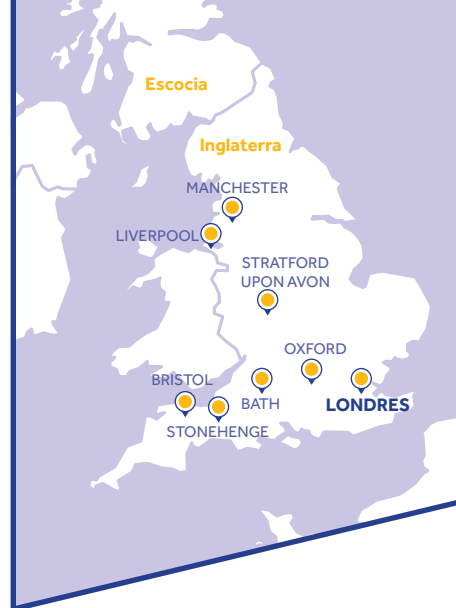 Escocia
Inglaterra
MANCHESTER
LIVERPOOL
STRATFORD
UPON AVON
OXFORD
BRISTOL
BATH
LONDRES
STONEHENGE